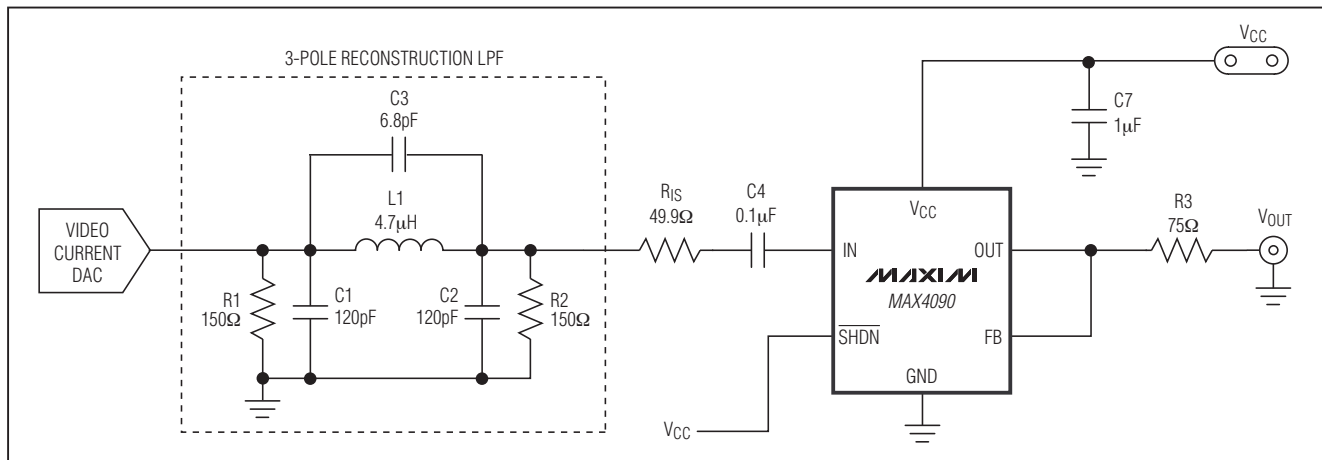 3-POLE RECONSTRUCTION LPF
VCC
C3
6.8pF
C7
1µF
L1
4.7µH
RIS
49.9Ω
C4
0.1µF
VCC
R3
75Ω
VOUT
VIDEO
CURRENT
DAC
IN
OUT
MAXIM
MAX4090
R1
150Ω
C1
120pF
C2
120pF
R2
150Ω
SHDN
FB
GND
VCC